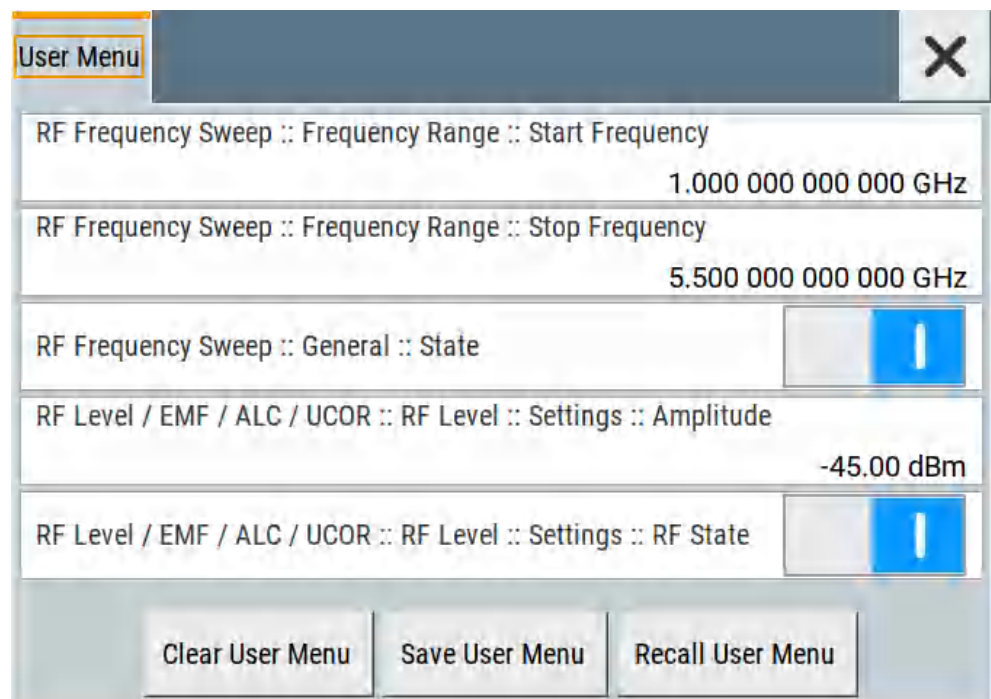 User Menu
RF Frequency Sweep :: Frequency Range :: Start Frequency
1.000 000 000 000 GHz
RF Frequency Sweep :: Frequency Range :: Stop Frequency
5.500 000 000 000 GHz
RF Frequency Sweep :: General :: State
RF Level / EMF / ALC / UCOR :: RF Level :: Settings :: Amplitude
-45.00 dBm
RF Level / EMF / ALC / UCOR :: RF Level :: Settings :: RF State
Clear User Menu Save User Menu Recall User Menu